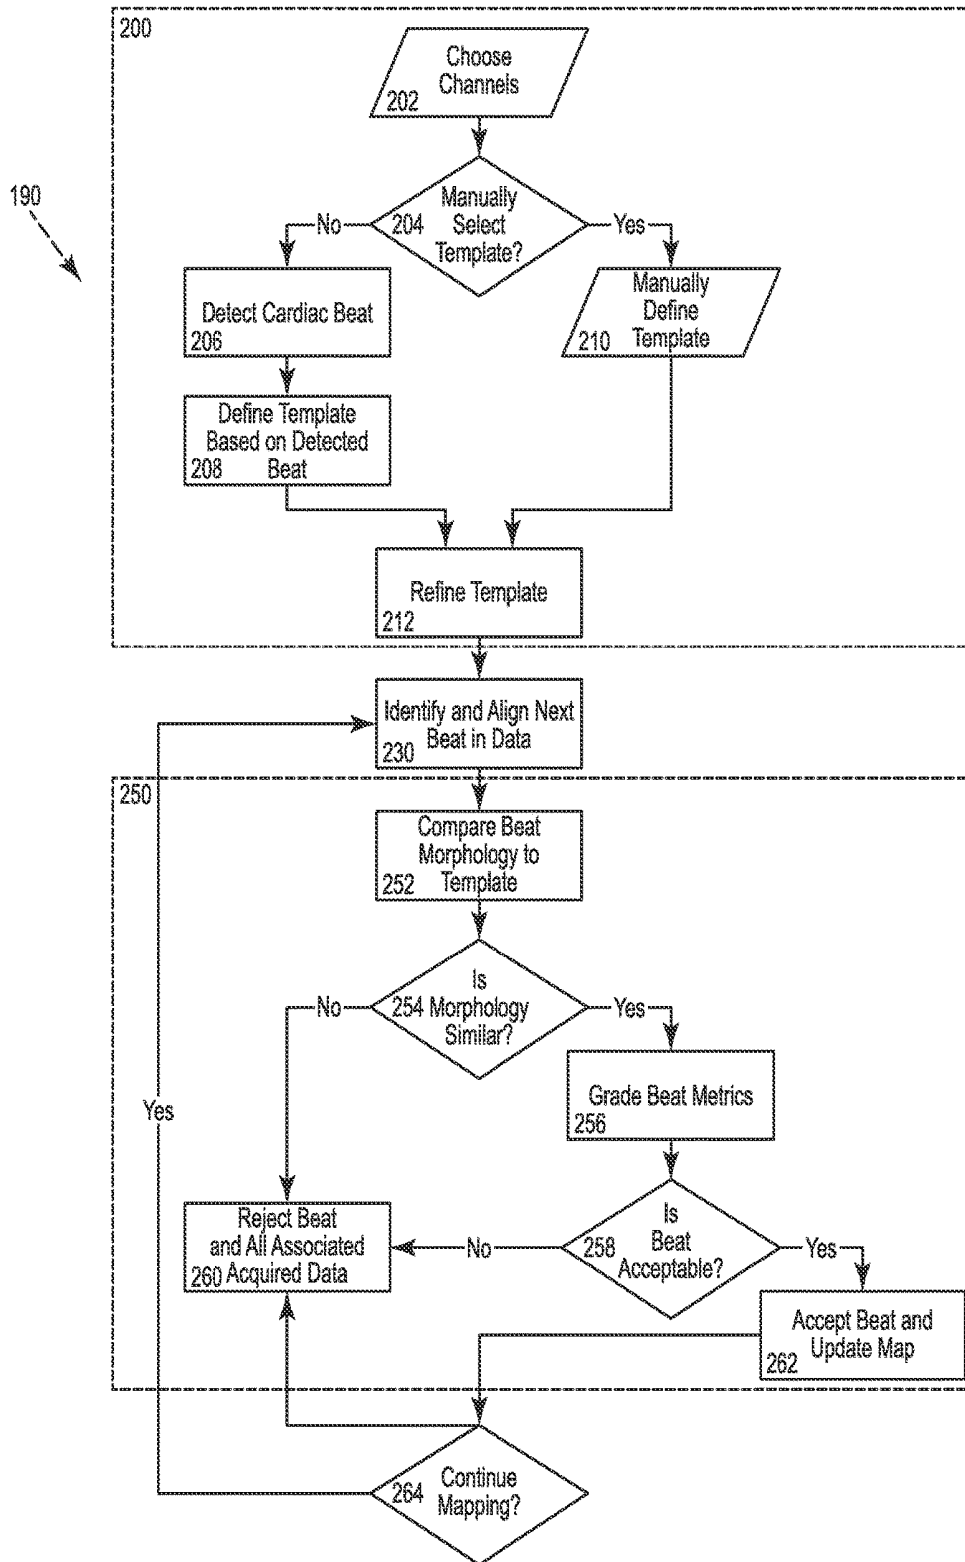 200
Choose
Channels
202
190
Manually
204 Select
Template?
No
Yes
Detect Cardiac Beat
206
Manually
Define
210 Template
Define Template
Based on Detected
208 Beat
Refine Template
212
Identify and Align Next
Beat in Data
230
250
Compare Beat
Morphology to
252 Template
Is
254 Morphology
Similar?
No
Yes
Grade Beat Metrics
256
Yes
Reject Beat
and All Associated
260 Acquired Data
No
Is
258 Beat
Acceptable?
Yes
Accept Beat and
262 Update Map
264 Continue
Mapping?